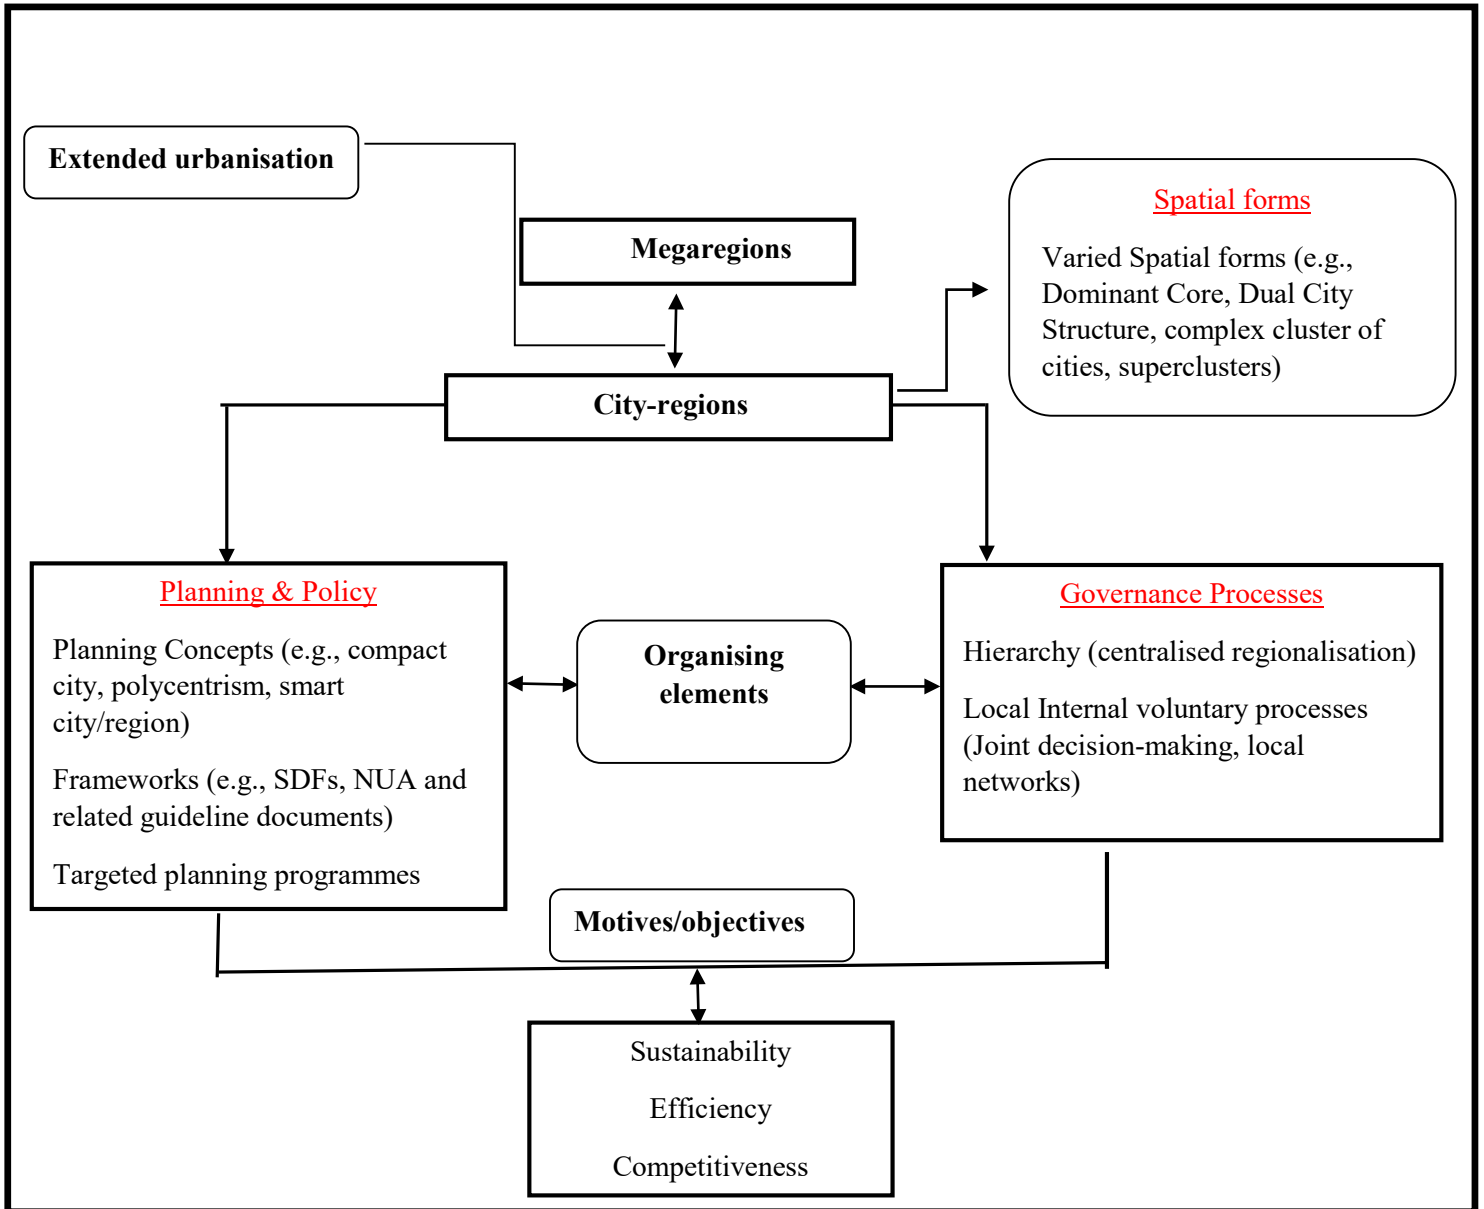 Extended urbanisation
Megaregions
Spatial forms
Varied Spatial forms (e.g.,
Dominant Core, Dual City
Structure, complex cluster of
cities, superclusters)
City-regions
Planning & Policy
Planning Concepts (e.g., compact
city, polycentrism, smart
city/region)
Frameworks (e.g., SDFs, NUA and
related guideline documents)
Targeted planning programmes
Organising
elements
Governance Processes
Hierarchy (centralised regionalisation)
Local Internal voluntary processes
(Joint decision-making, local
networks)
Motives/objectives
Sustainability
Efficiency
Competitiveness